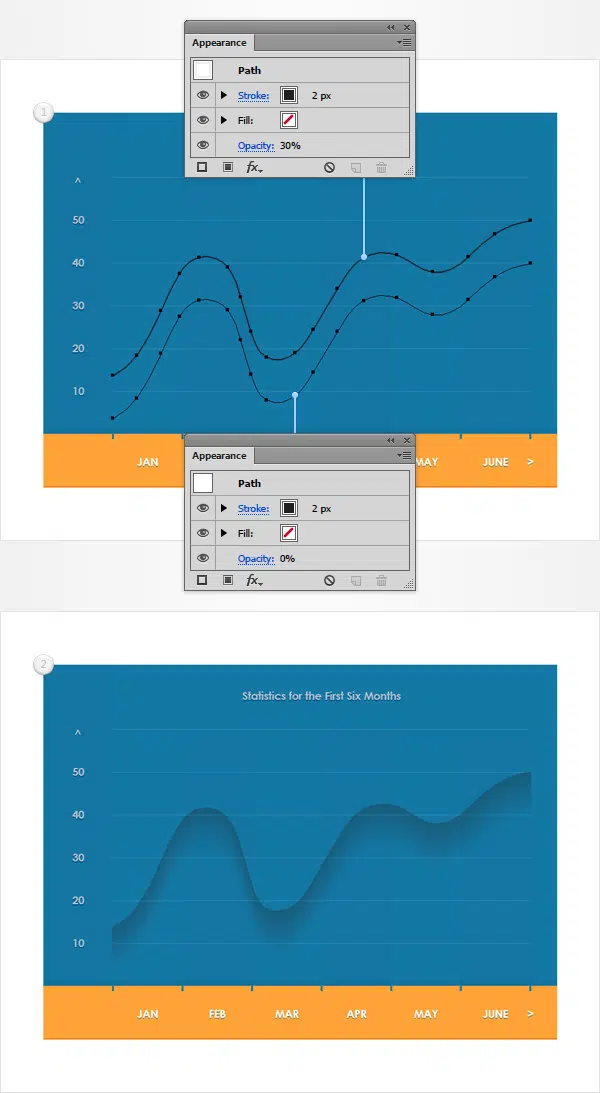 Appearance
Path
Stroke: 2 px
Fill:
Opacity: 30%
fx
1
^
50
40
30
20
10
JAN MAY JUNE >
Appearance
Path
Stroke: 2 px
Fill:
Opacity: 0%
fx
2
Statistics for the First Six Months
^
50
40
30
20
10
JAN FEB MAR APR MAY JUNE >